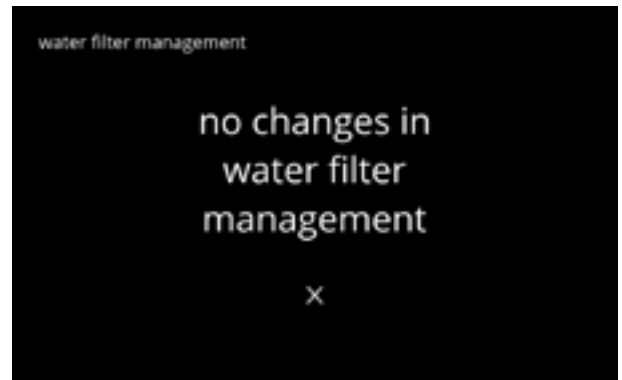 water filter management
no changes in
water filter
management
x